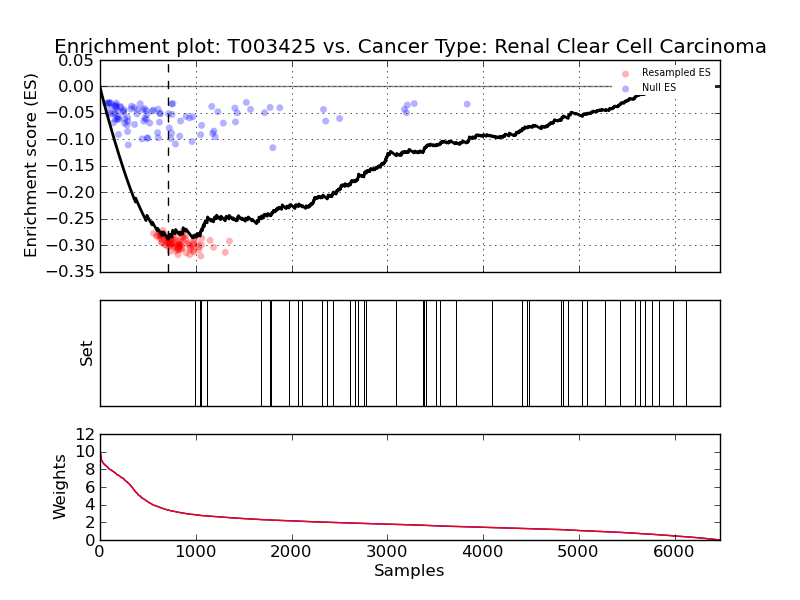 Enrichment plot: T003425 vs. Cancer Type: Renal Clear Cell Carcinoma
Enrichment score (ES)
0.05
0.00
−0.05
−0.10
−0.15
−0.20
−0.25
−0.30
−0.35
Resampled ES
Null ES
Set
Weights
12
10
8
6
4
2
0
0 1000 2000 3000 4000 5000 6000
Samples